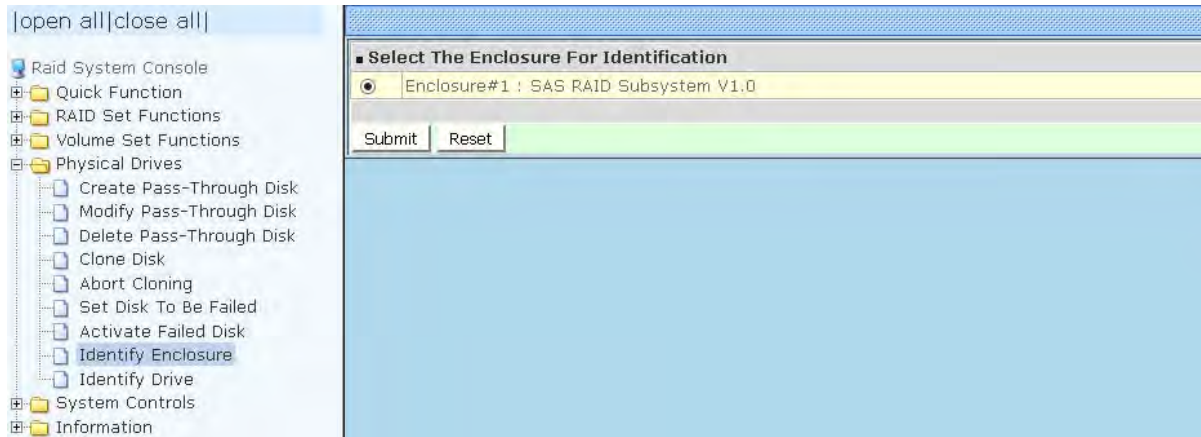 |open all|close all|
Raid System Console
Quick Function
RAID Set Functions
Volume Set Functions
Physical Drives
Create Pass-Through Disk
Modify Pass-Through Disk
Delete Pass-Through Disk
Clone Disk
Abort Cloning
Set Disk To Be Failed
Activate Failed Disk
Identify Enclosure
Identify Drive
System Controls
Information
Select The Enclosure For Identification
Enclosure#1 : SAS RAID Subsystem V1.0
Submit Reset